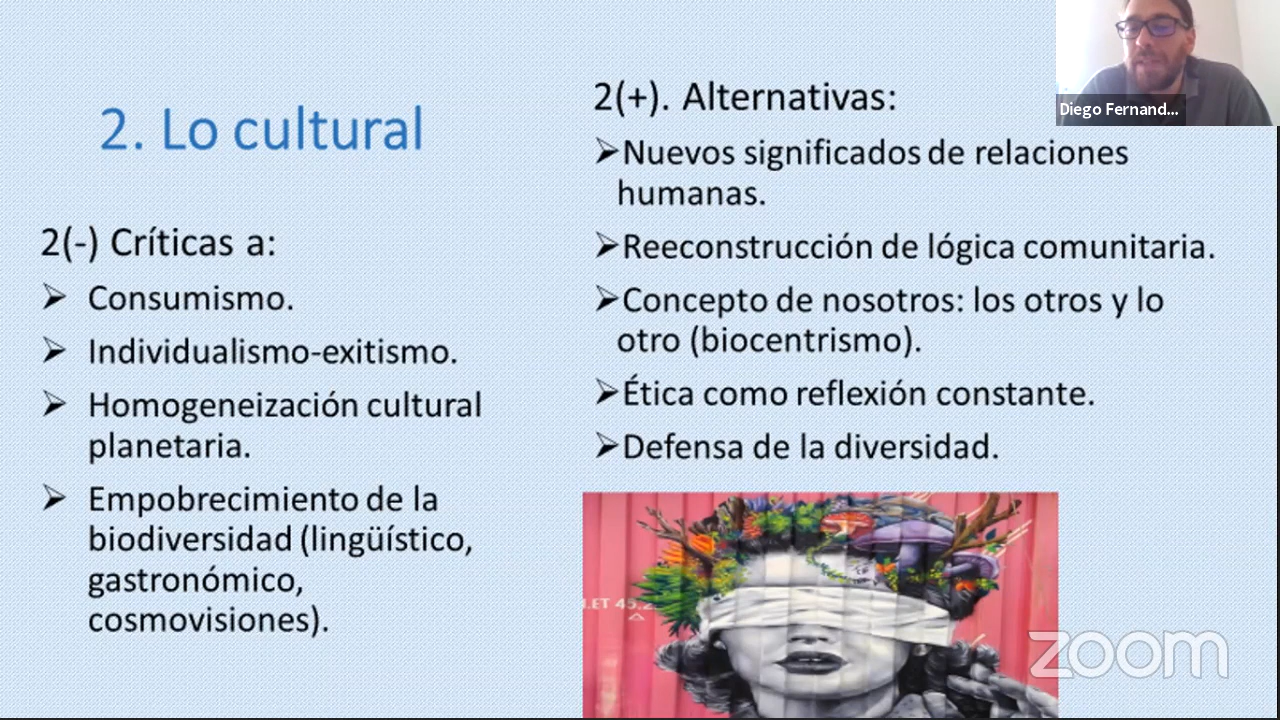 2. Lo cultural
2(-) Críticas a:
➢ Consumismo.
➢ Individualismo-exitismo.
➢ Homogeneización cultural
planetaria.
➢ Empobrecimiento de la
biodiversidad (lingüístico,
gastronómico,
cosmovisiones).
2(+). Alternativas:
➢Nuevos significados de relaciones
humanas.
➢Reeconstrucción de lógica comunitaria.
➢Concepto de nosotros: los otros y lo
otro (biocentrismo).
➢Ética como reflexión constante.
➢Defensa de la diversidad.
Diego Fernand...
zoom